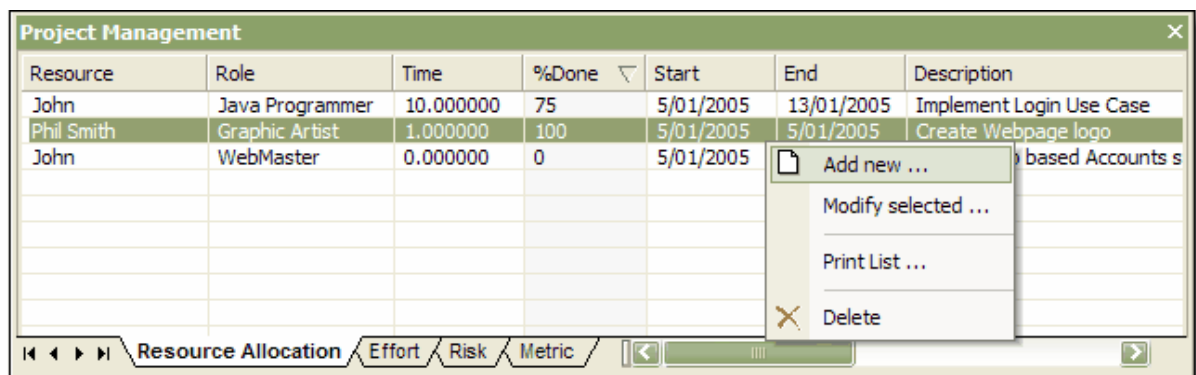 Project Management
Resource Role Time %Done Start End Description
John Java Programmer 10.000000 75 5/01/2005 13/01/2005 Implement Login Use Case
Phil Smith Graphic Artist 1.000000 100 5/01/2005 5/01/2005 Create Webpage logo
John WebMaster 0.000000 0 5/01/2005 based Accounts s
Add new ...
Modify selected ...
Print List ...
Delete
Resource Allocation Effort Risk Metric